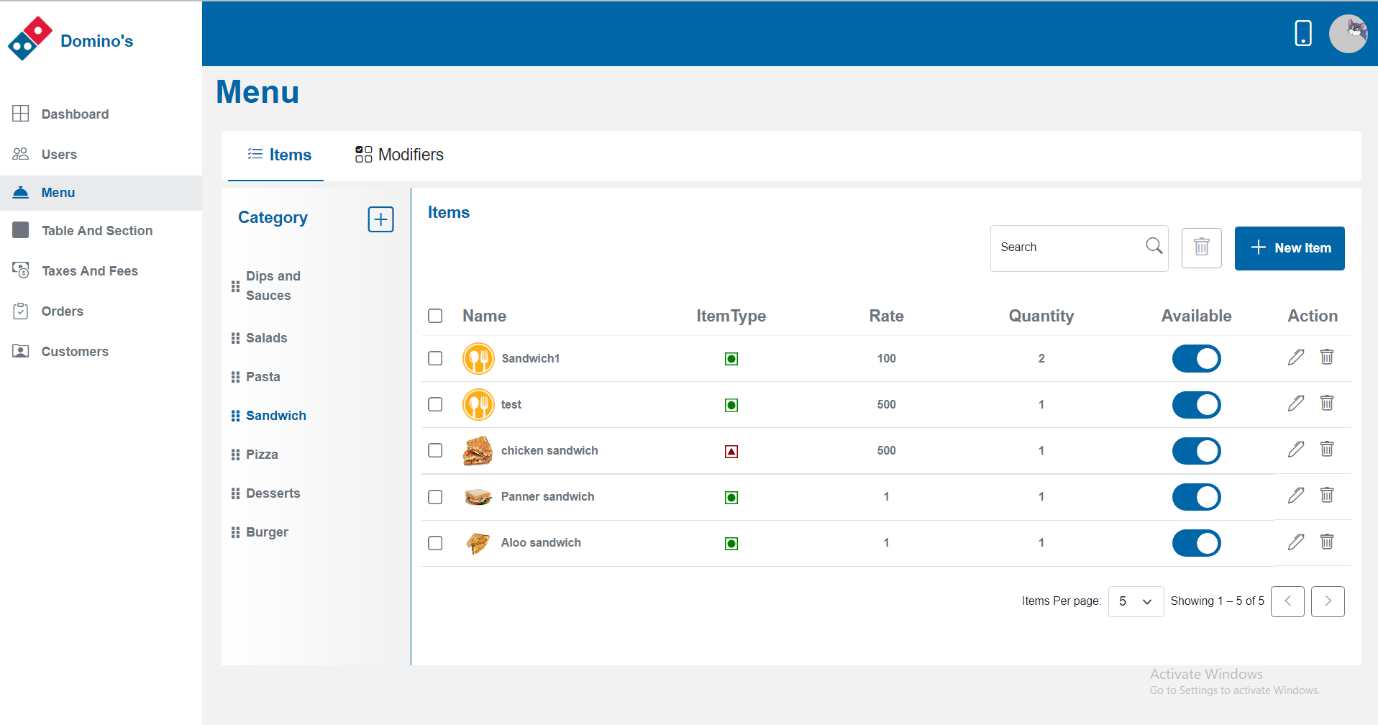 Domino's
Menu
Dashboard
Users
Menu
Table And Section
Taxes And Fees
Orders
Customers
Items Modifiers
Category
Dips and
Sauces
Salads
Pasta
Sandwich
Pizza
Desserts
Burger
Items
Search
New Item
Name ItemType Rate Quantity Available Action
Sandwich1 100 2
test 500 1
chicken sandwich 500 1
Panner sandwich 1 1
Aloo sandwich 1 1
Items Per page: 5 Showing 1 – 5 of 5
Activate Windows
Go to Settings to activate Windows.